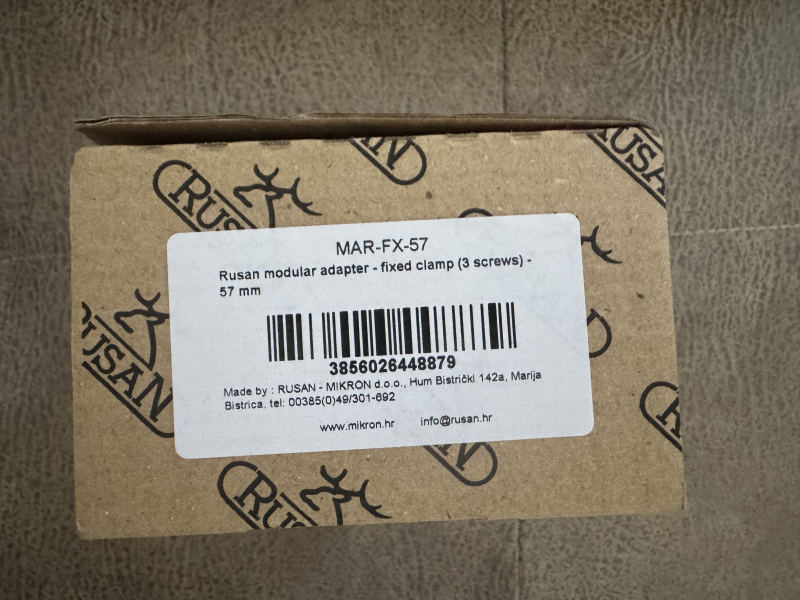 RUSAN
RUSAN
RUSAN
MAR-FX-57
Rusan modular adapter - fixed clamp (3 screws) -
57 mm
3856026448879
Made by : RUSAN - MIKRON d.o.o., Hum Bistrički 142a, Marija
Bistrica, tel: 00385(0)49/301-692
www.mikron.hr info@rusan.hr
RUSAN
RUSAN